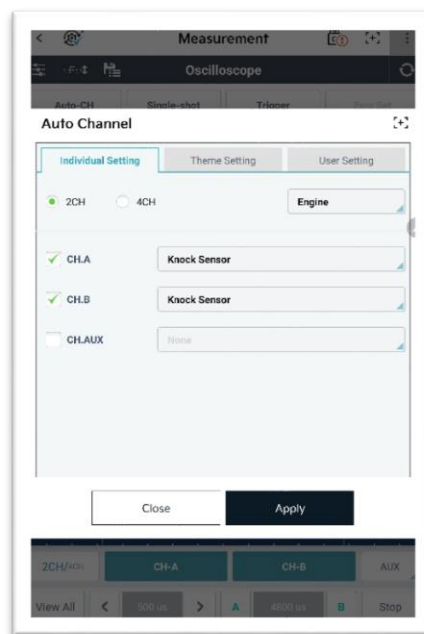 Measurement
Oscilloscope
Auto-CH Single-shot Trigger
Auto Channel
Individual Setting Theme Setting User Setting
2CH 4CH Engine
CH.A Knock Sensor
CH.B Knock Sensor
CH.AUX None
Close Apply
2CH/4CH CH-A CH-B AUX
View All 500 us A 4800 us B Stop